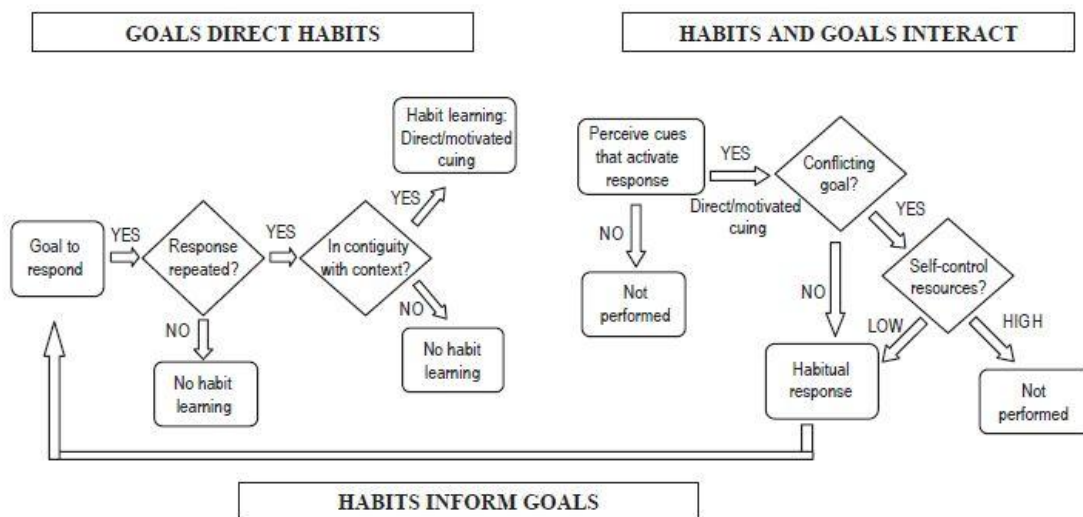 GOALS DIRECT HABITS
HABITS AND GOALS INTERACT
Habit learning:
Direct/motivated
cuing
YES
Goal to
respond
YES
Response
repeated?
YES
In contiguity
with context?
NO
No habit
learning
NO
No habit
learning
Perceive cues
that activate
response
YES
Direct/motivated
cuing
Conflicting
goal?
NO
Not
performed
YES
NO
Self-control
resources?
LOW
HIGH
Habitual
response
Not
performed
HABITS INFORM GOALS